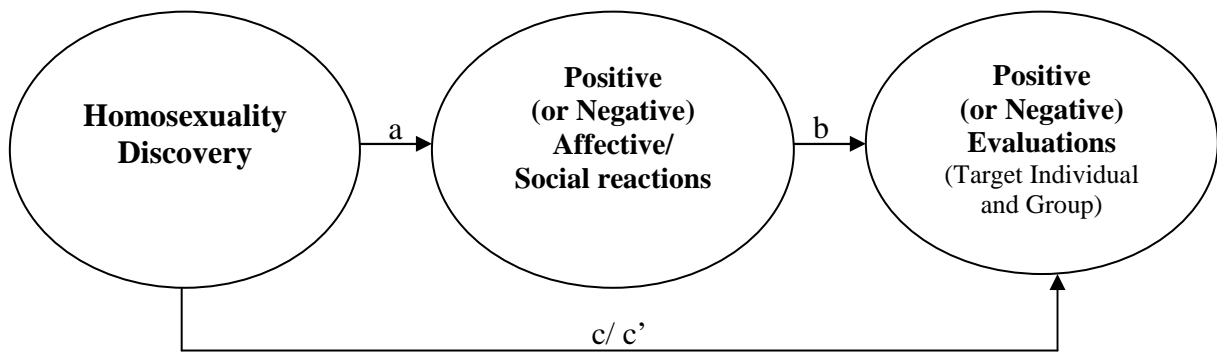 Homosexuality
Discovery
a
Positive
(or Negative)
Affective/
Social reactions
b
Positive
(or Negative)
Evaluations
(Target Individual
and Group)
c/ c’